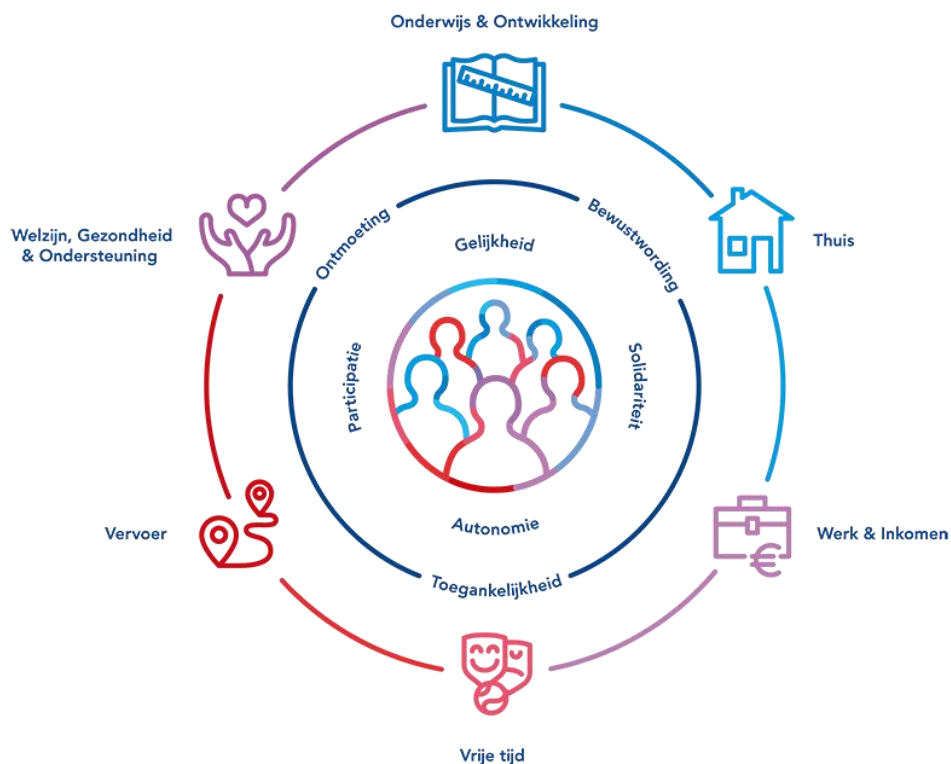 Onderwijs & Ontwikkeling
Welzijn, Gezondheid
& Ondersteuning
Thuis
Ontmoeting
Bewustwording
Gelijkheid
Participatie
Solidariteit
Autonomie
Toegankelijkheid
Vervoer
Werk & Inkomen
Vrije tijd